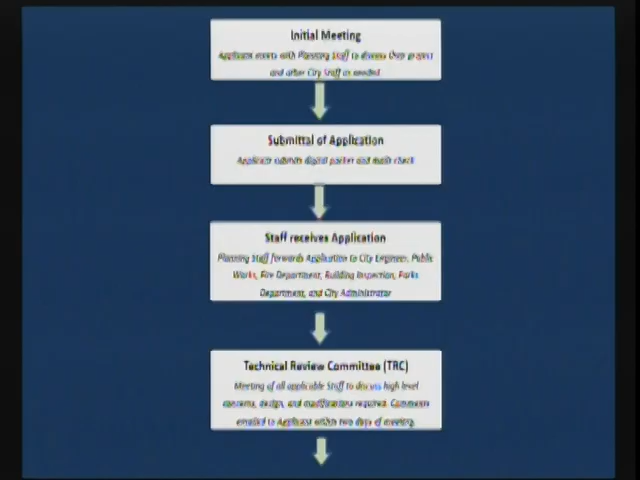 Initial Meeting
Applicant meets with Planning Staff to discuss their project
and other City Staff as needed
Submittal of Application
Applicant submits digital packet and mails check
Staff receives Application
Planning Staff forwards Application to City Engineer, Public
Works, Fire Department, Building Inspection, Parks
Department, and City Administrator
Technical Review Committee (TRC)
Meeting of all applicable Staff to discuss high level
concerns, design, and modifications required. Comments
emailed to Applicant within two days of meeting.